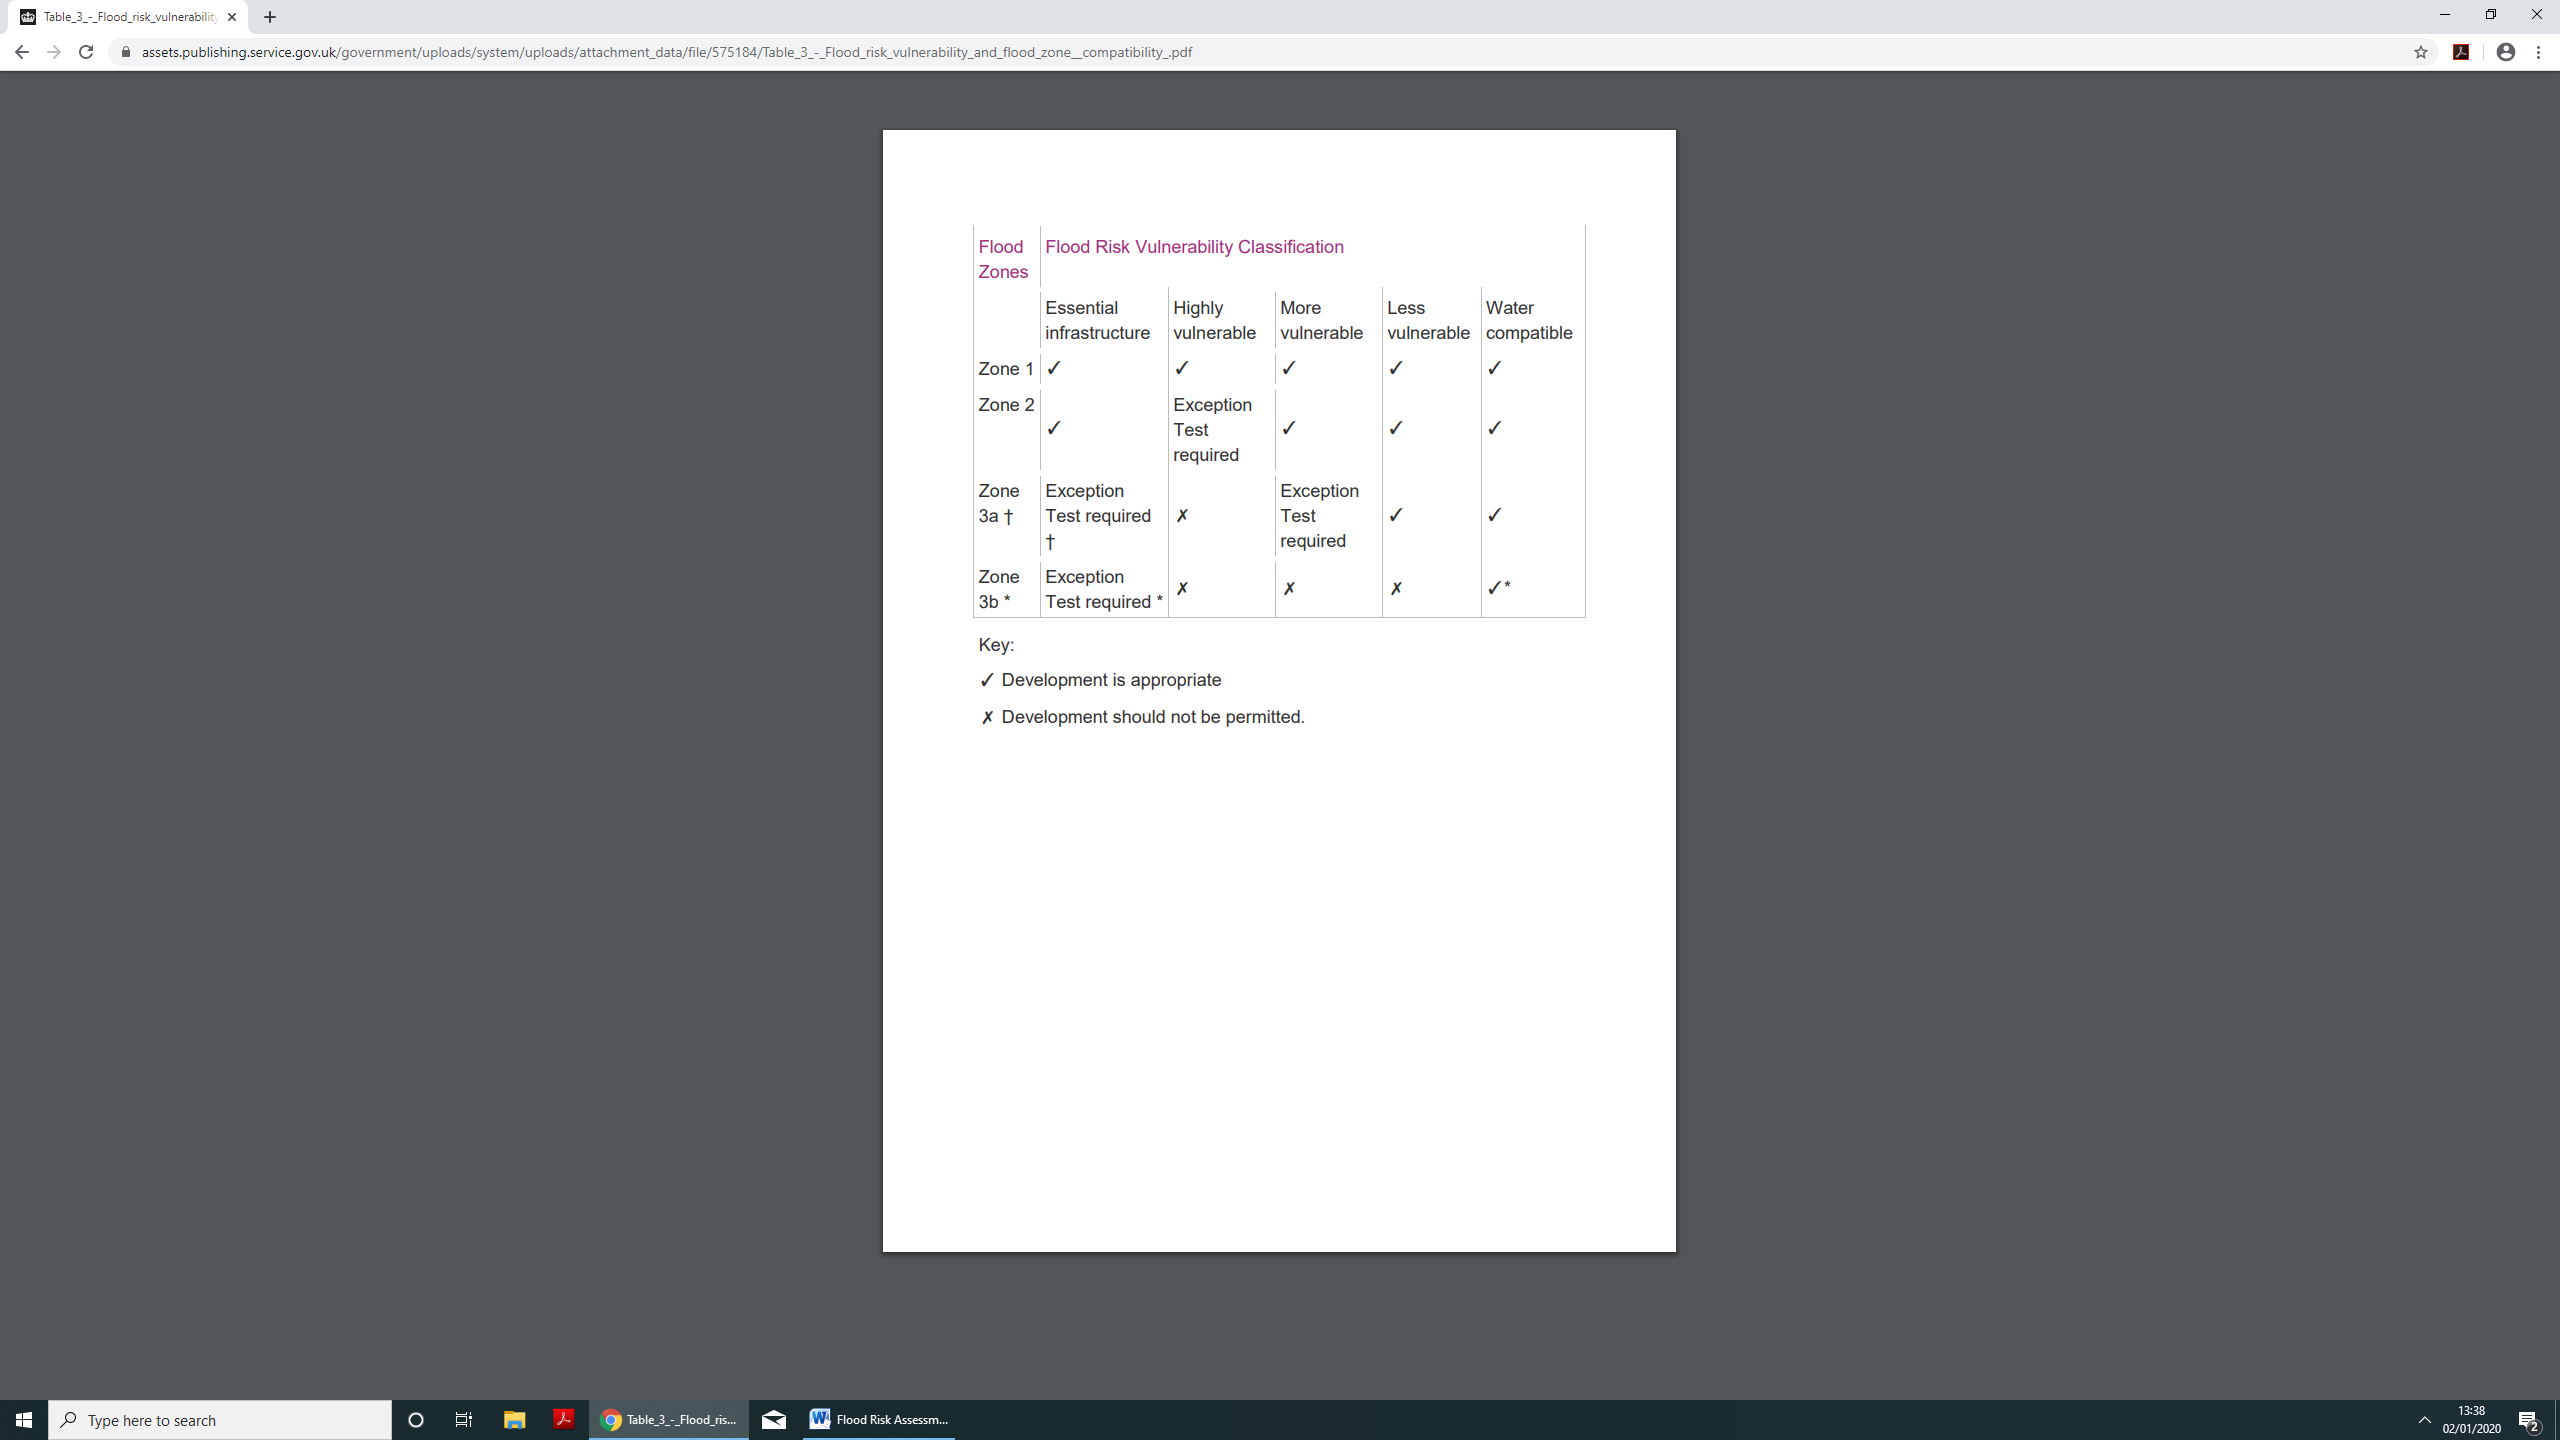 Table_3_-_Flood_risk_vulnerability
assets.publishing.service.gov.uk/government/uploads/system/uploads/attachment_data/file/575184/Table_3_-_Flood_risk_vulnerability_and_flood_zone__compatibility_.pdf
Flood Zones Flood Risk Vulnerability Classification
Essential infrastructure Highly vulnerable More vulnerable Less vulnerable Water compatible
Zone 1 ✓ ✓ ✓ ✓ ✓
Zone 2 ✓ Exception Test required ✓ ✓ ✓
Zone 3a † Exception Test required † ✗ Exception Test required ✓ ✓
Zone 3b * Exception Test required * ✗ ✗ ✗ ✓*
Key:
✓ Development is appropriate
✗ Development should not be permitted.
Type here to search
Table_3_-_Flood_ris...
Flood Risk Assessm...
13:38
02/01/2020
2